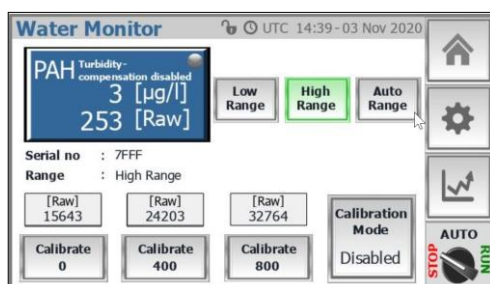 Water Monitor
UTC 14:39-03 Nov 2020
PAH Turbidity-
compensation disabled
3 [µg/l]
253 [Raw]
Low
Range
High
Range
Auto
Range
Serial no : 7FFF
Range : High Range
[Raw]
15643
[Raw]
24203
[Raw]
32764
Calibrate
0
Calibrate
400
Calibrate
800
Calibration
Mode
Disabled
AUTO
STOP
RUN